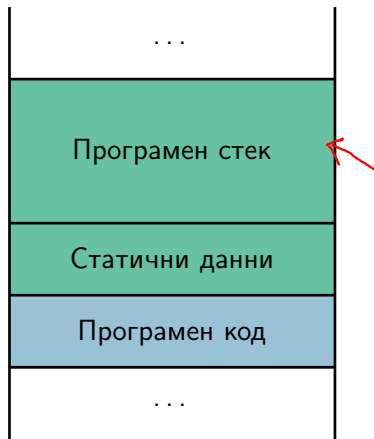 ...
Програмен стек
Статични данни
Програмен код
...